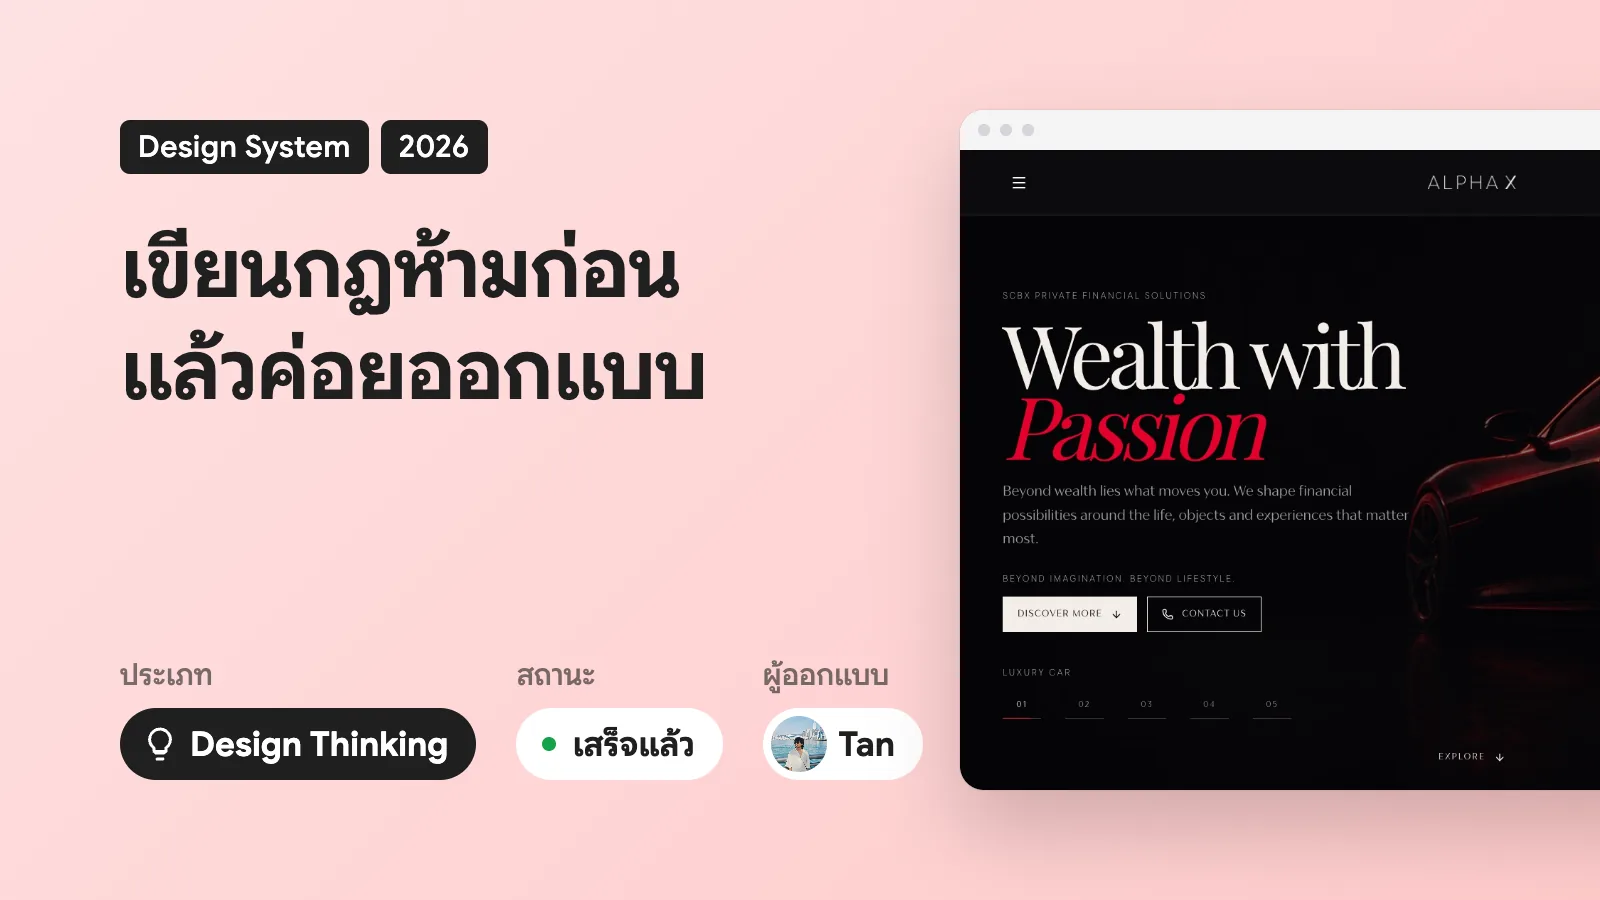 Design System
2026
เขียนกฎห้ามก่อน
แล้วค่อยออกแบบ
ประเภท
Design Thinking
สถานะ
เสร็จแล้ว
ผู้ออกแบบ
Tan
ALPHA X
SCBX PRIVATE FINANCIAL SOLUTIONS
Wealth with
Passion
Beyond wealth lies what moves you. We shape financial
possibilities around the life, objects and experiences that matter
most.
BEYOND IMAGINATION. BEYOND LIFESTYLE.
DISCOVER MORE
CONTACT US
LUXURY CAR
01 02 03 04 05
EXPLORE